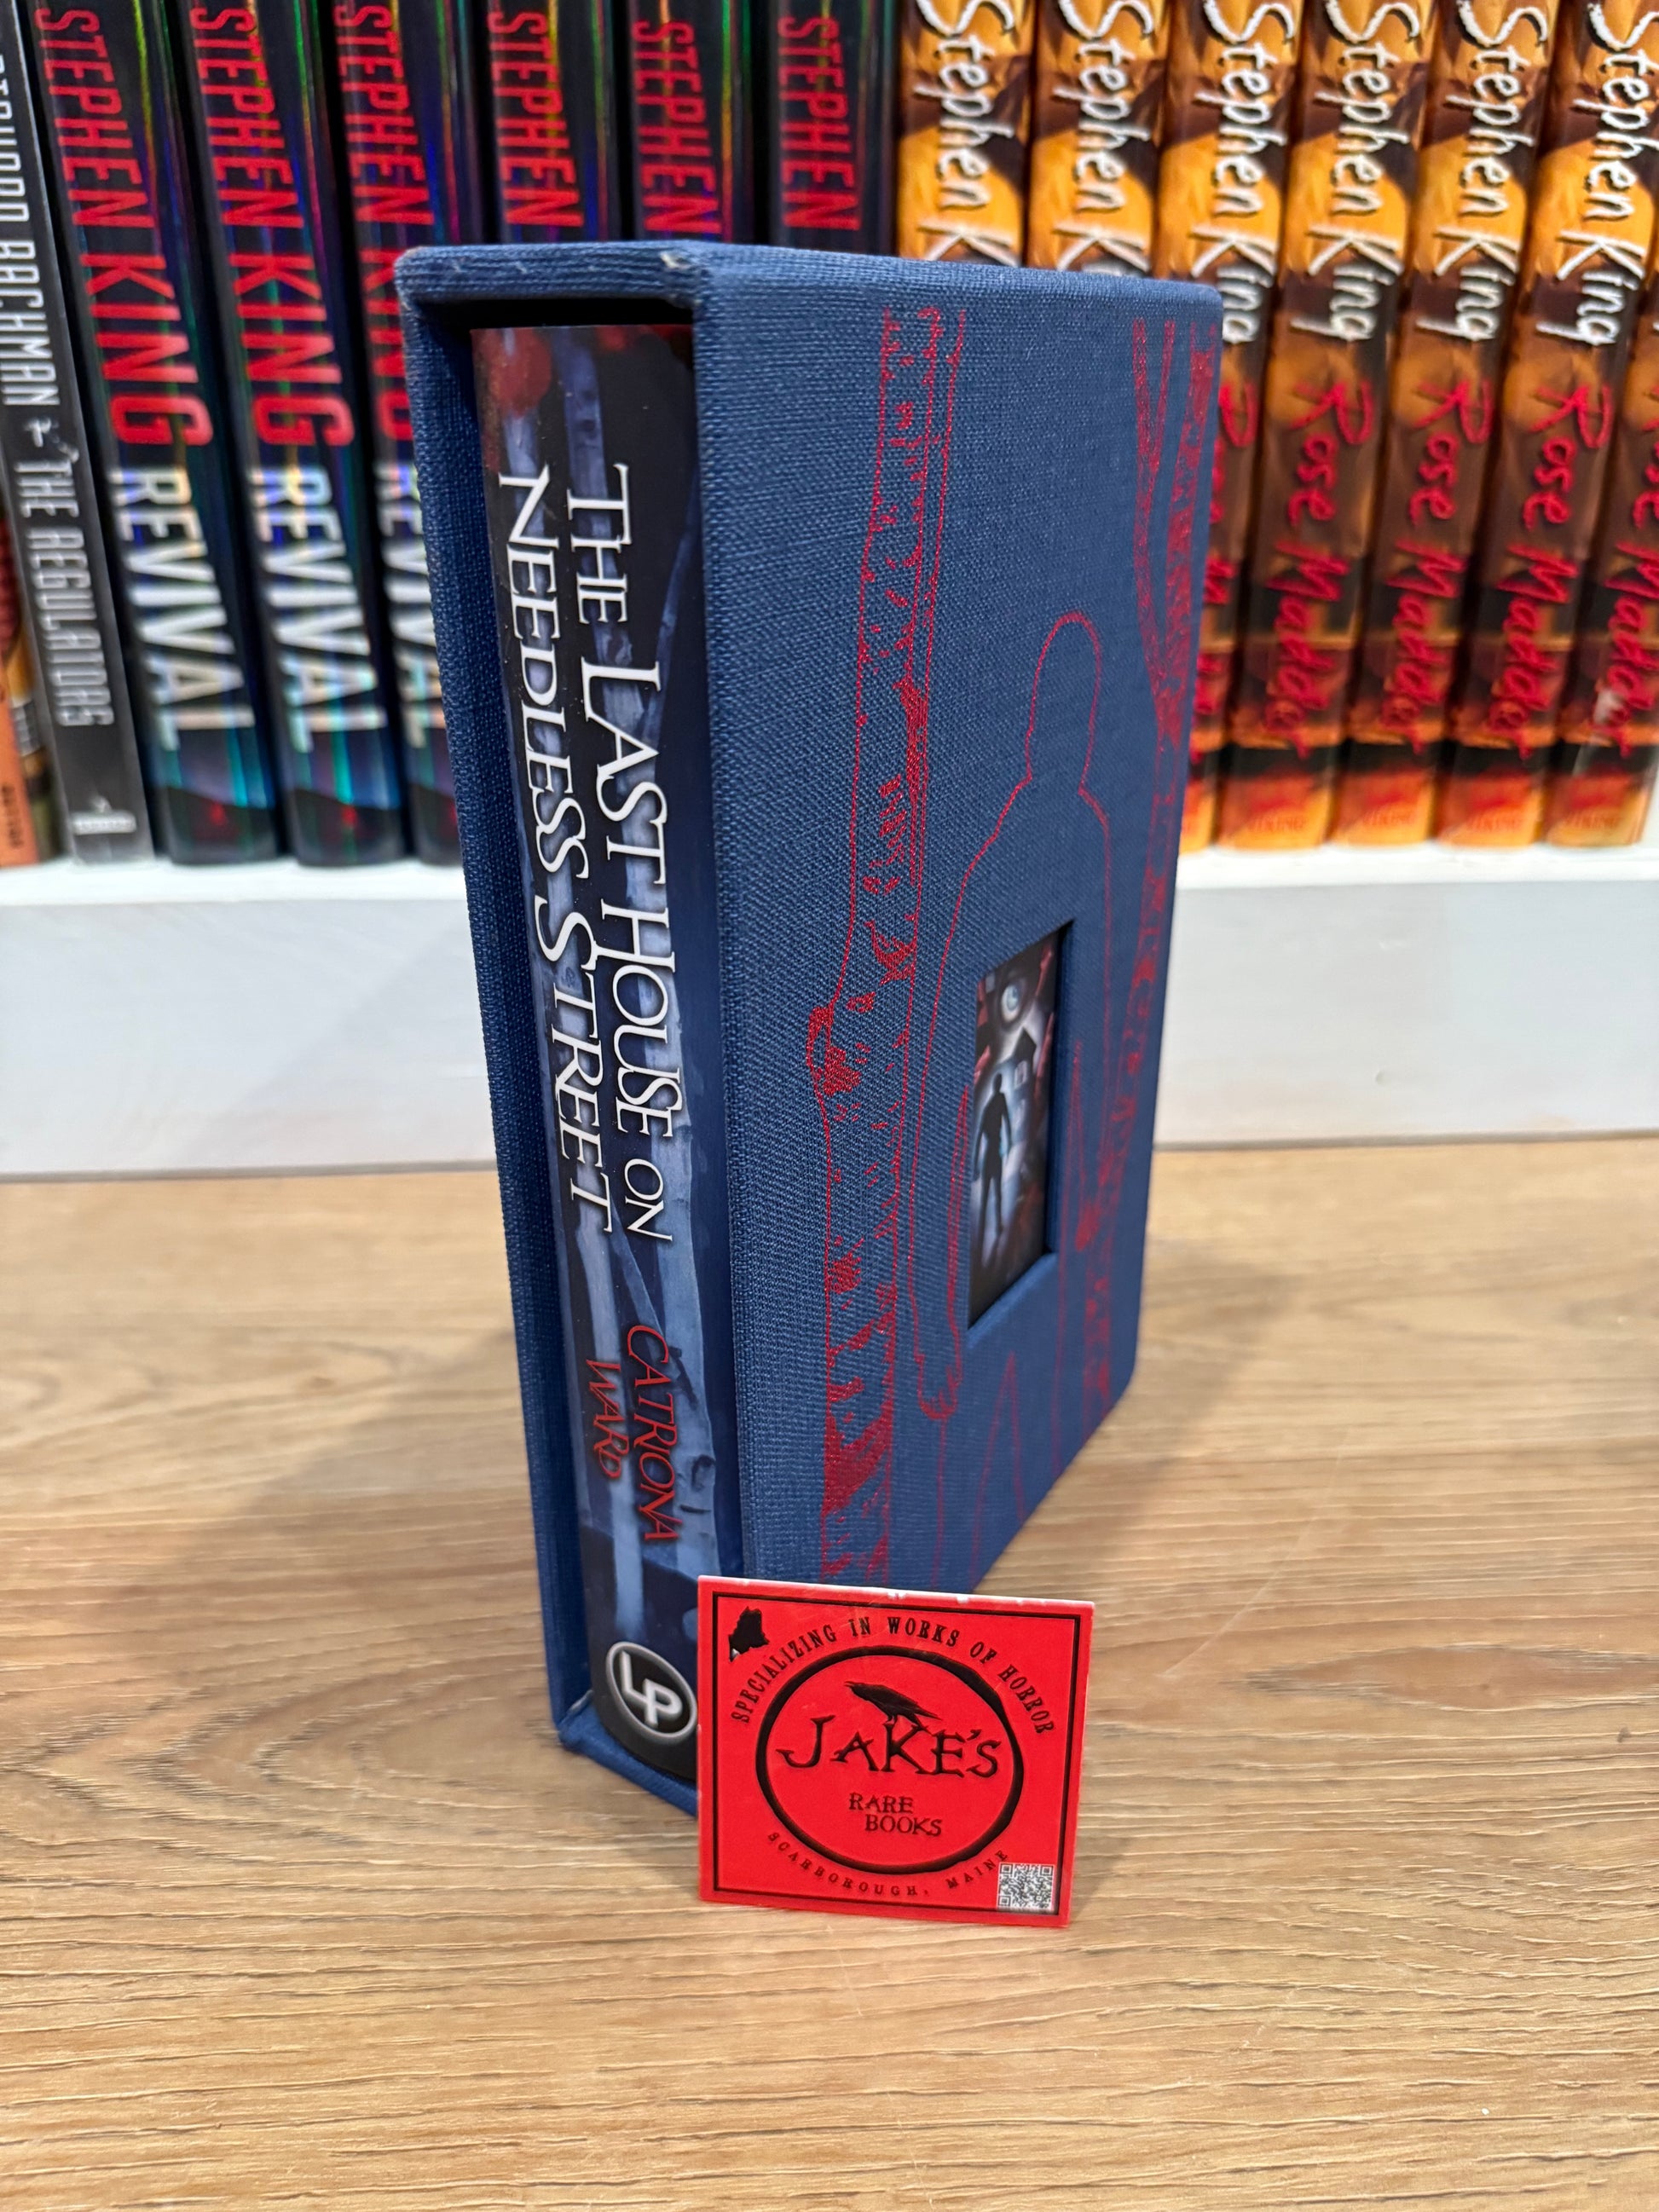 RICHARD BACHMAN THE REGULATORS
STEPHEN KING REVIVAL
STEPHEN KING REVIVAL
STEPHEN KING REVIVAL
STEPHEN
STEPHEN
STEPHEN
Stephen King
Stephen King Rose Madder
Stephen King Rose Madder
Stephen King Rose Madder
Stephen King Rose Madder
Stephen King Rose Madder
THE LAST HOUSE ON
NEEDLESS STREET
CATRIONA
WARD
LP
SPECIALIZING IN WORKS OF HORROR
JAKE'S
RARE
BOOKS
SCARBOROUGH, MAINE